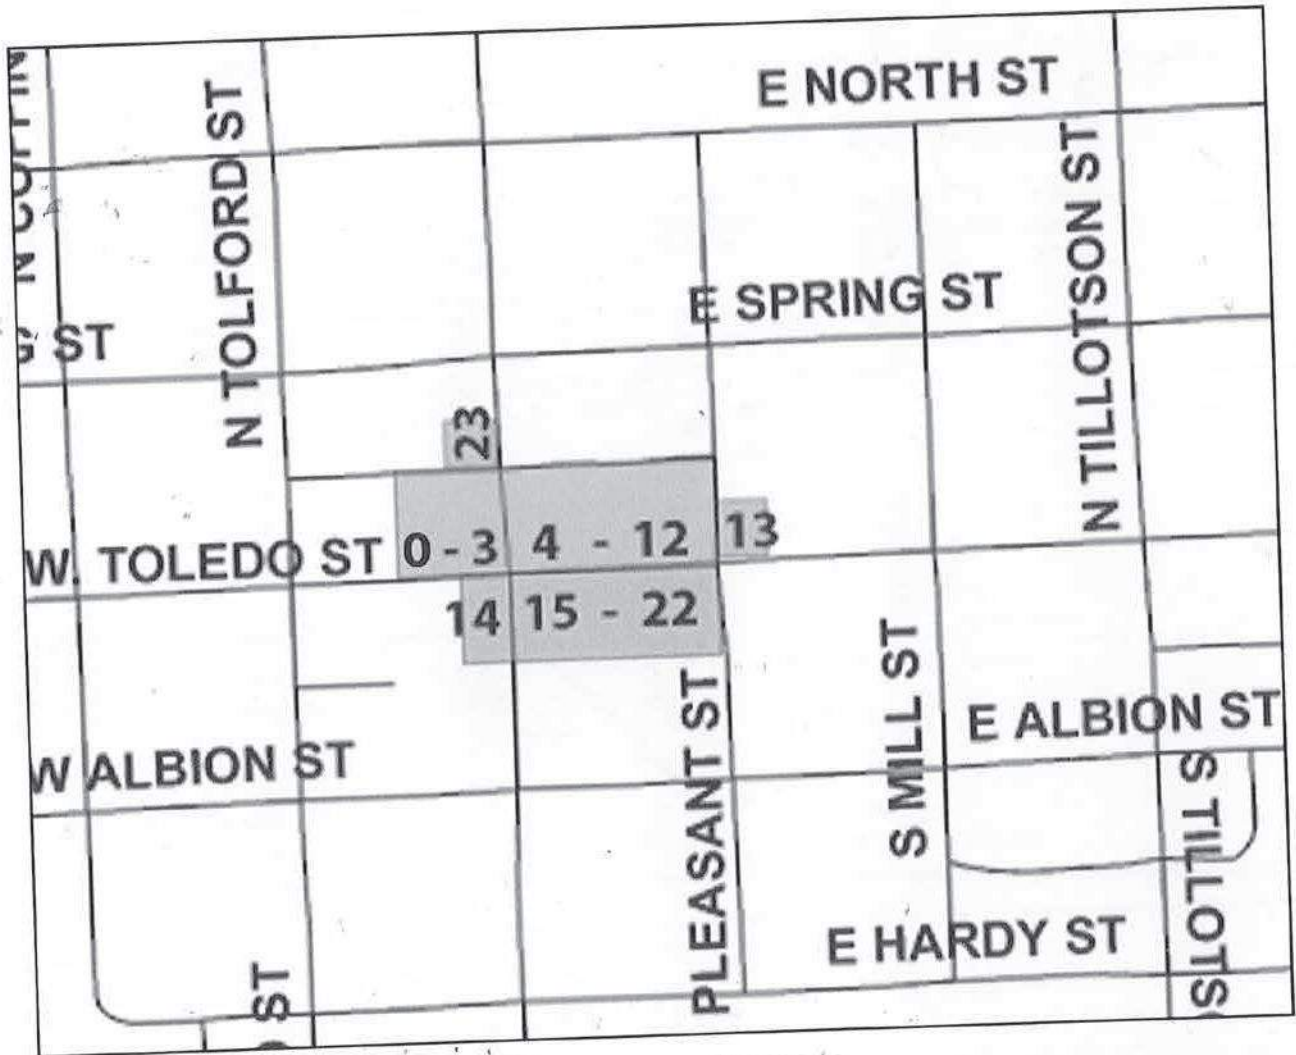 E NORTH ST
N TOLFORD ST
N TILLOTSON ST
E SPRING ST
ST
23
W. TOLEDO ST
0 - 3
4 - 12
13
14
15 - 22
PLEASANT ST
S MILL ST
E ALBION ST
W ALBION ST
S TILLOTS
E HARDY ST
ST